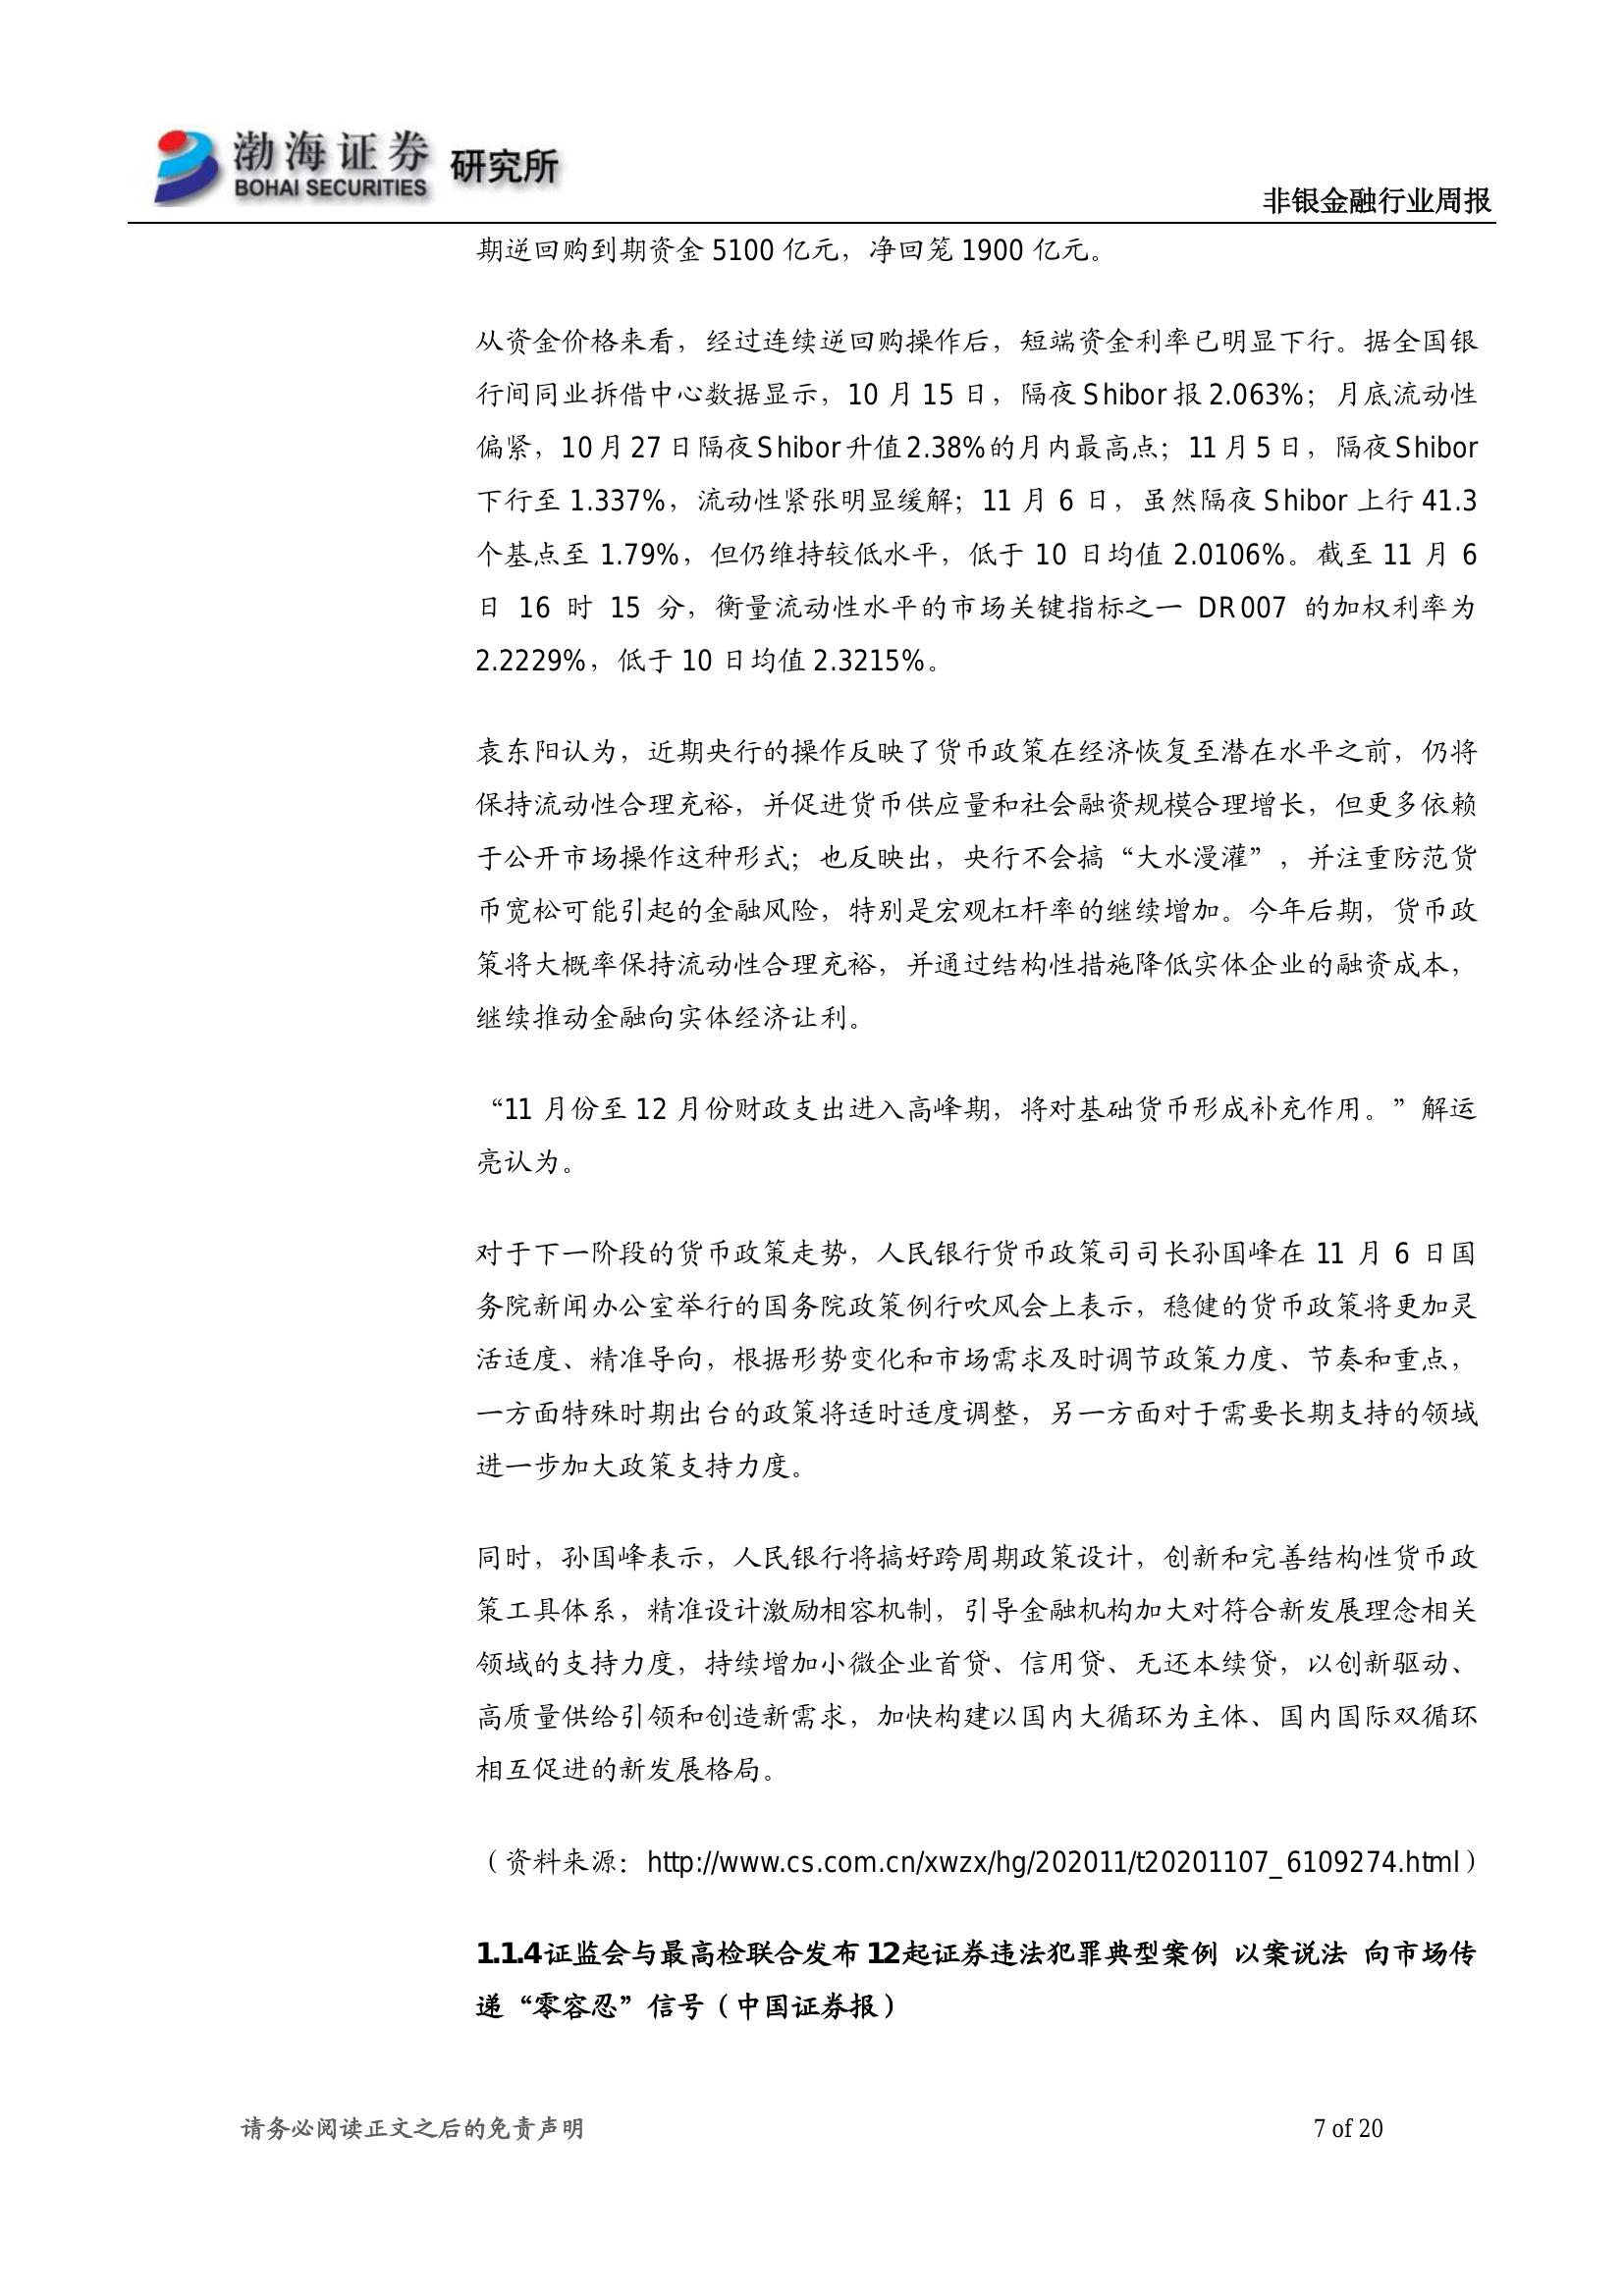 渤海证券 研究所
BOHAI SECURITIES
非银金融行业周报
期逆回购到期资金 5100 亿元，净回笼 1900 亿元。
从资金价格来看，经过连续逆回购操作后，短端资金利率已明显下行。据全国银
行间同业拆借中心数据显示，10 月 15 日，隔夜 Shibor 报 2.063%；月底流动性
偏紧，10 月 27 日隔夜 Shibor 升值 2.38%的月内最高点；11 月 5 日，隔夜 Shibor
下行至 1.337%，流动性紧张明显缓解；11 月 6 日，虽然隔夜 Shibor 上行 41.3
个基点至 1.79%，但仍维持较低水平，低于 10 日均值 2.0106%。截至 11 月 6
日 16 时 15 分，衡量流动性水平的市场关键指标之一 DR007 的加权利率为
2.2229%，低于 10 日均值 2.3215%。
袁东阳认为，近期央行的操作反映了货币政策在经济恢复至潜在水平之前，仍将
保持流动性合理充裕，并促进货币供应量和社会融资规模合理增长，但更多依赖
于公开市场操作这种形式；也反映出，央行不会搞“大水漫灌”，并注重防范货
币宽松可能引起的金融风险，特别是宏观杠杆率的继续增加。今年后期，货币政
策将大概率保持流动性合理充裕，并通过结构性措施降低实体企业的融资成本，
继续推动金融向实体经济让利。
“11 月份至 12 月份财政支出进入高峰期，将对基础货币形成补充作用。”解运
亮认为。
对于下一阶段的货币政策走势，人民银行货币政策司司长孙国峰在 11 月 6 日国
务院新闻办公室举行的国务院政策例行吹风会上表示，稳健的货币政策将更加灵
活适度、精准导向，根据形势变化和市场需求及时调节政策力度、节奏和重点，
一方面特殊时期出台的政策将适时适度调整，另一方面对于需要长期支持的领域
进一步加大政策支持力度。
同时，孙国峰表示，人民银行将搞好跨周期政策设计，创新和完善结构性货币政
策工具体系，精准设计激励相容机制，引导金融机构加大对符合新发展理念相关
领域的支持力度，持续增加小微企业首贷、信用贷、无还本续贷，以创新驱动、
高质量供给引领和创造新需求，加快构建以国内大循环为主体、国内国际双循环
相互促进的新发展格局。
（资料来源：http://www.cs.com.cn/xwzx/hg/202011/t20201107_6109274.html）
1.1.4证监会与最高检联合发布 12起证券违法犯罪典型案例 以案说法 向市场传
递“零容忍”信号（中国证券报）
请务必阅读正文之后的免责声明 7 of 20